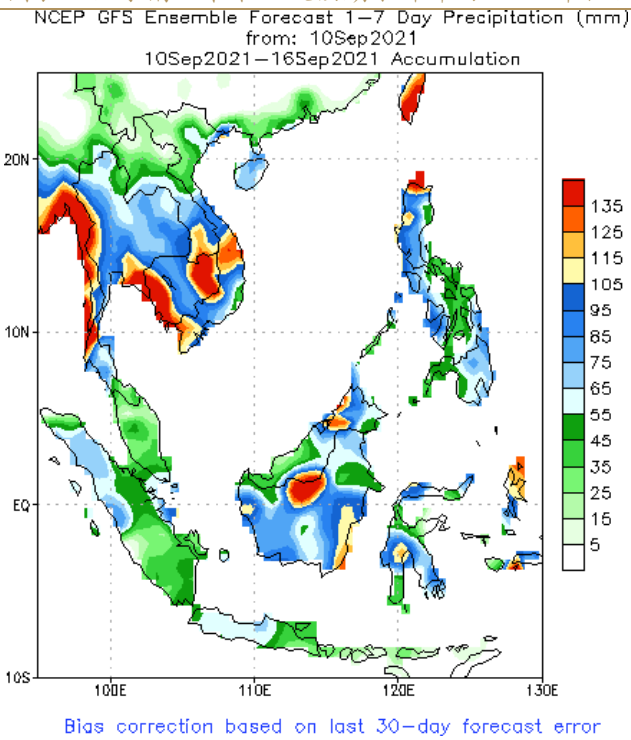 NCEP GFS Ensemble Forecast 1–7 Day Precipitation (mm)
from: 10Sep2021
10Sep2021–16Sep2021 Accumulation
20N
10N
EQ
10S
100E
110E
120E
130E
135
125
115
105
95
85
75
65
55
45
35
25
15
5
Bias correction based on last 30–day forecast error